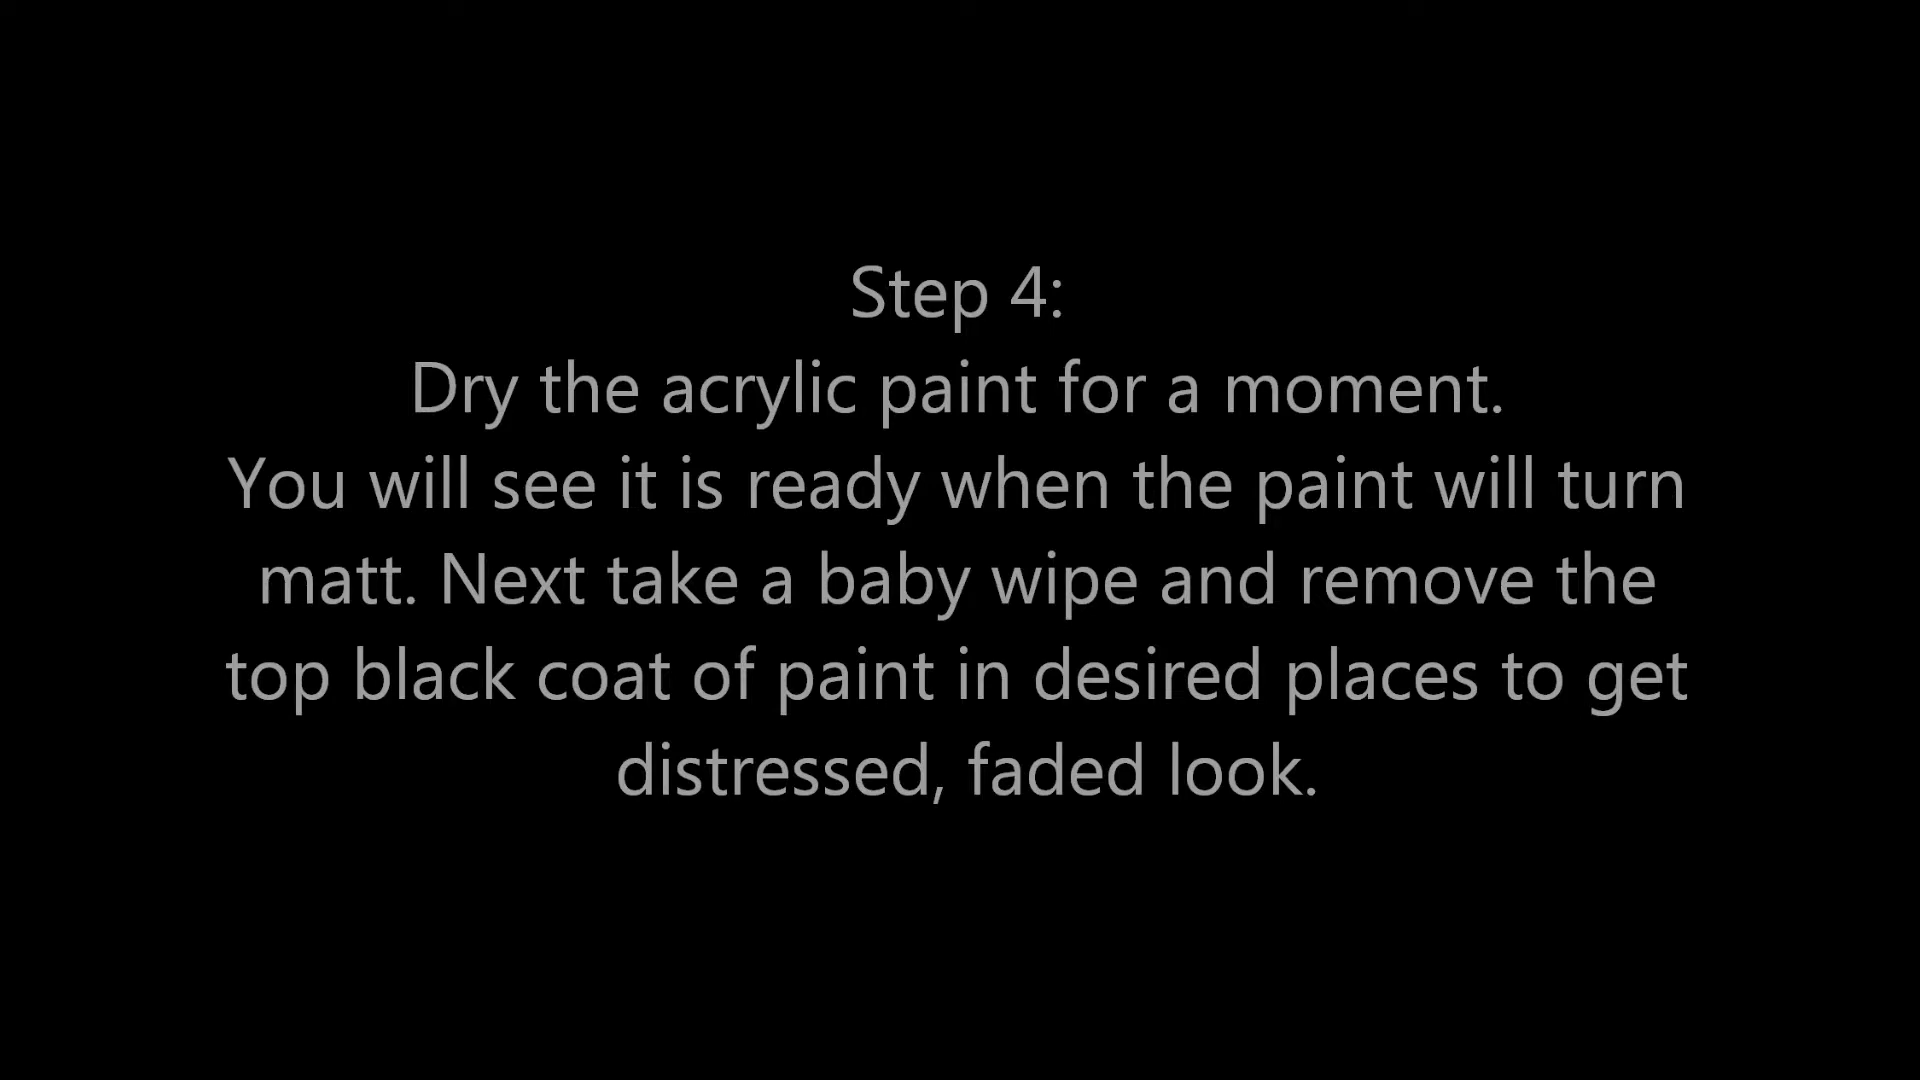 Step 4:
Dry the acrylic paint for a moment.
You will see it is ready when the paint will turn
matt. Next take a baby wipe and remove the
top black coat of paint in desired places to get
distressed, faded look.